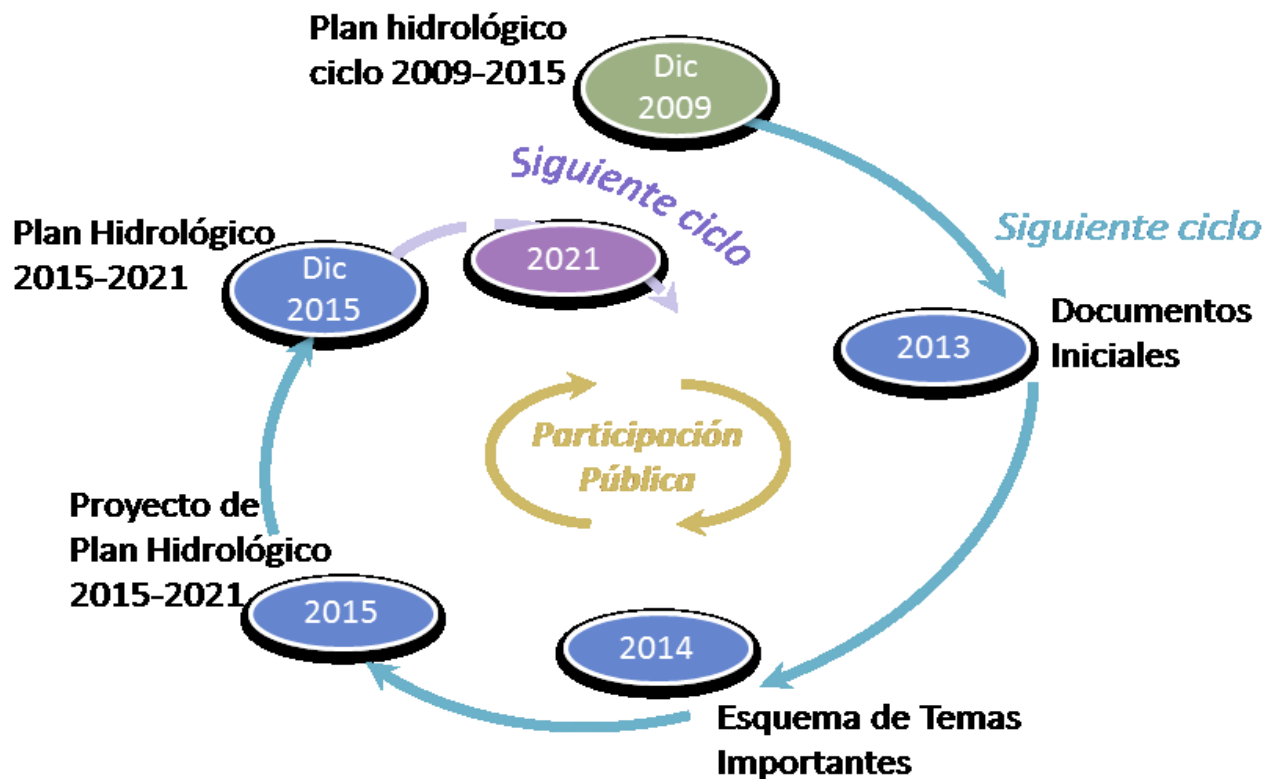 Plan hidrológico
ciclo 2009-2015
Dic
2009
Siguiente ciclo
Siguiente ciclo
Plan Hidrológico
2015-2021
Dic
2015
2021
2013
Documentos
Iniciales
Participación
Pública
Proyecto de
Plan Hidrológico
2015-2021
2015
2014
Esquema de Temas
Importantes